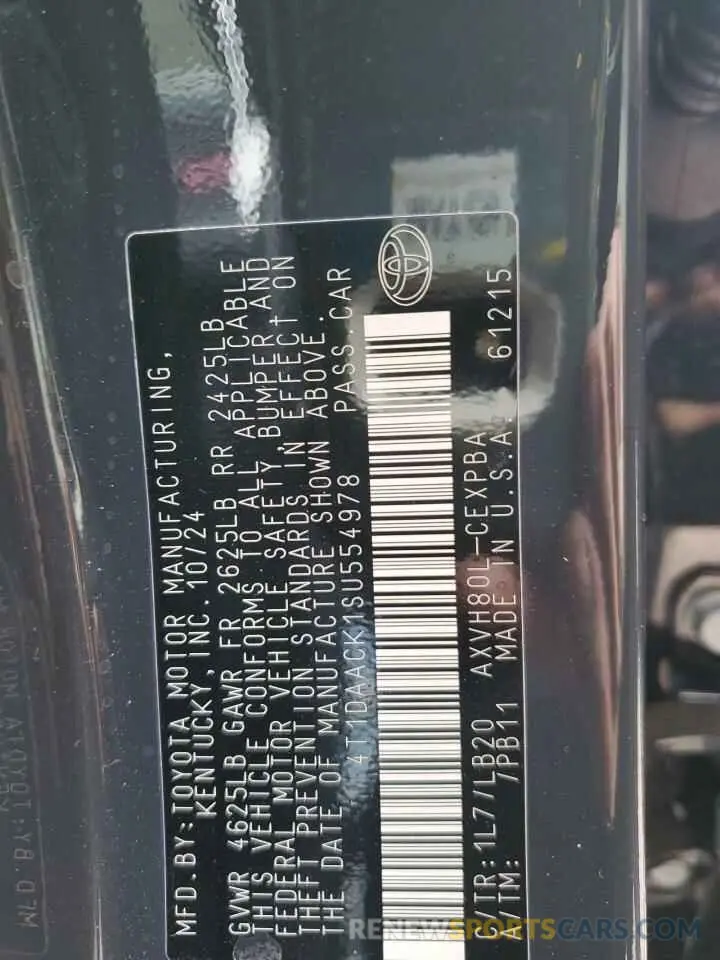 MFD. BY: TOYOTA MOTOR MANUFACTURING,
KENTUCKY, INC. 10/24
GVWR 4625LB GAWR FR 2625LB RR 2425LB
THIS VEHICLE CONFORMS TO ALL APPLICABLE
FEDERAL MOTOR VEHICLE SAFETY, BUMPER AND
THEFT PREVENTION STANDARDS IN EFFECT ON
THE DATE OF MANUFACTURE SHOWN ABOVE.
4T1DAACK1SU554978 PASS. CAR
C/TR: 1L7/LB20 AXVH80L-CEXPBA
A/TM: /PB11 MADE IN U.S.A. 61215
RENEWSPORTSCARS.COM